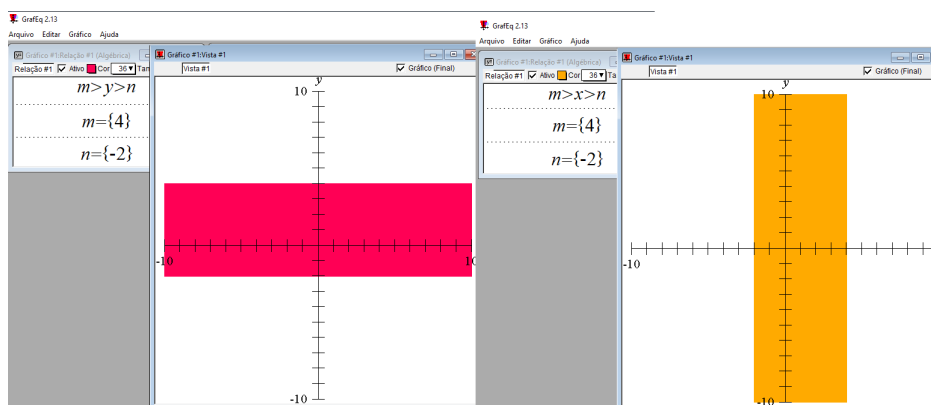 GrafEq 2.13
Arquivo Editar Gráfico Ajuda
Gráfico #1:Relação #1 (Algébrica)
Relação #1 Ativo Cor 36 Ta
m>y>n
m={4}
n={-2}
Gráfico #1:Vista #1
Vista #1
Gráfico (Final)
y
10
-10
10
-10
GrafEq 2.13
Arquivo Editar Gráfico Ajuda
Gráfico #1:Relação #1 (Algébrica)
Relação #1 Ativo Cor 36 Ta
m>x>n
m={4}
n={-2}
Gráfico #1:Vista #1
Vista #1
Gráfico (Final)
y
10
-10
-10